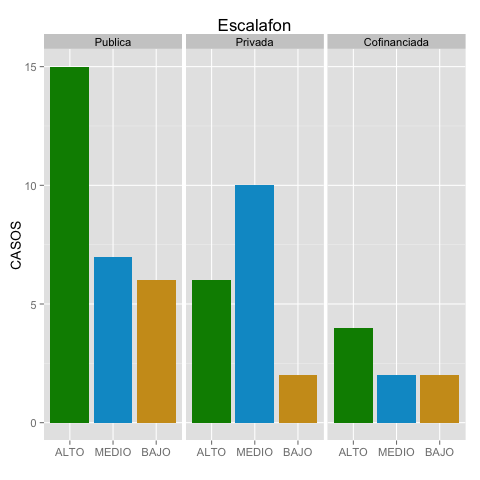 Escalafon
Publica Privada Cofinanciada
CASOS
15
10
5
0
ALTO MEDIO BAJO ALTO MEDIO BAJO ALTO MEDIO BAJO